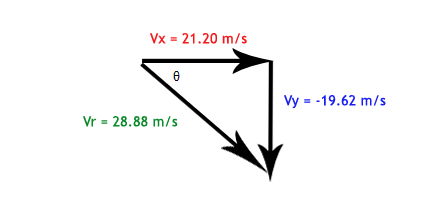 Vx = 21.20 m/s
θ
Vy = -19.62 m/s
Vr = 28.88 m/s